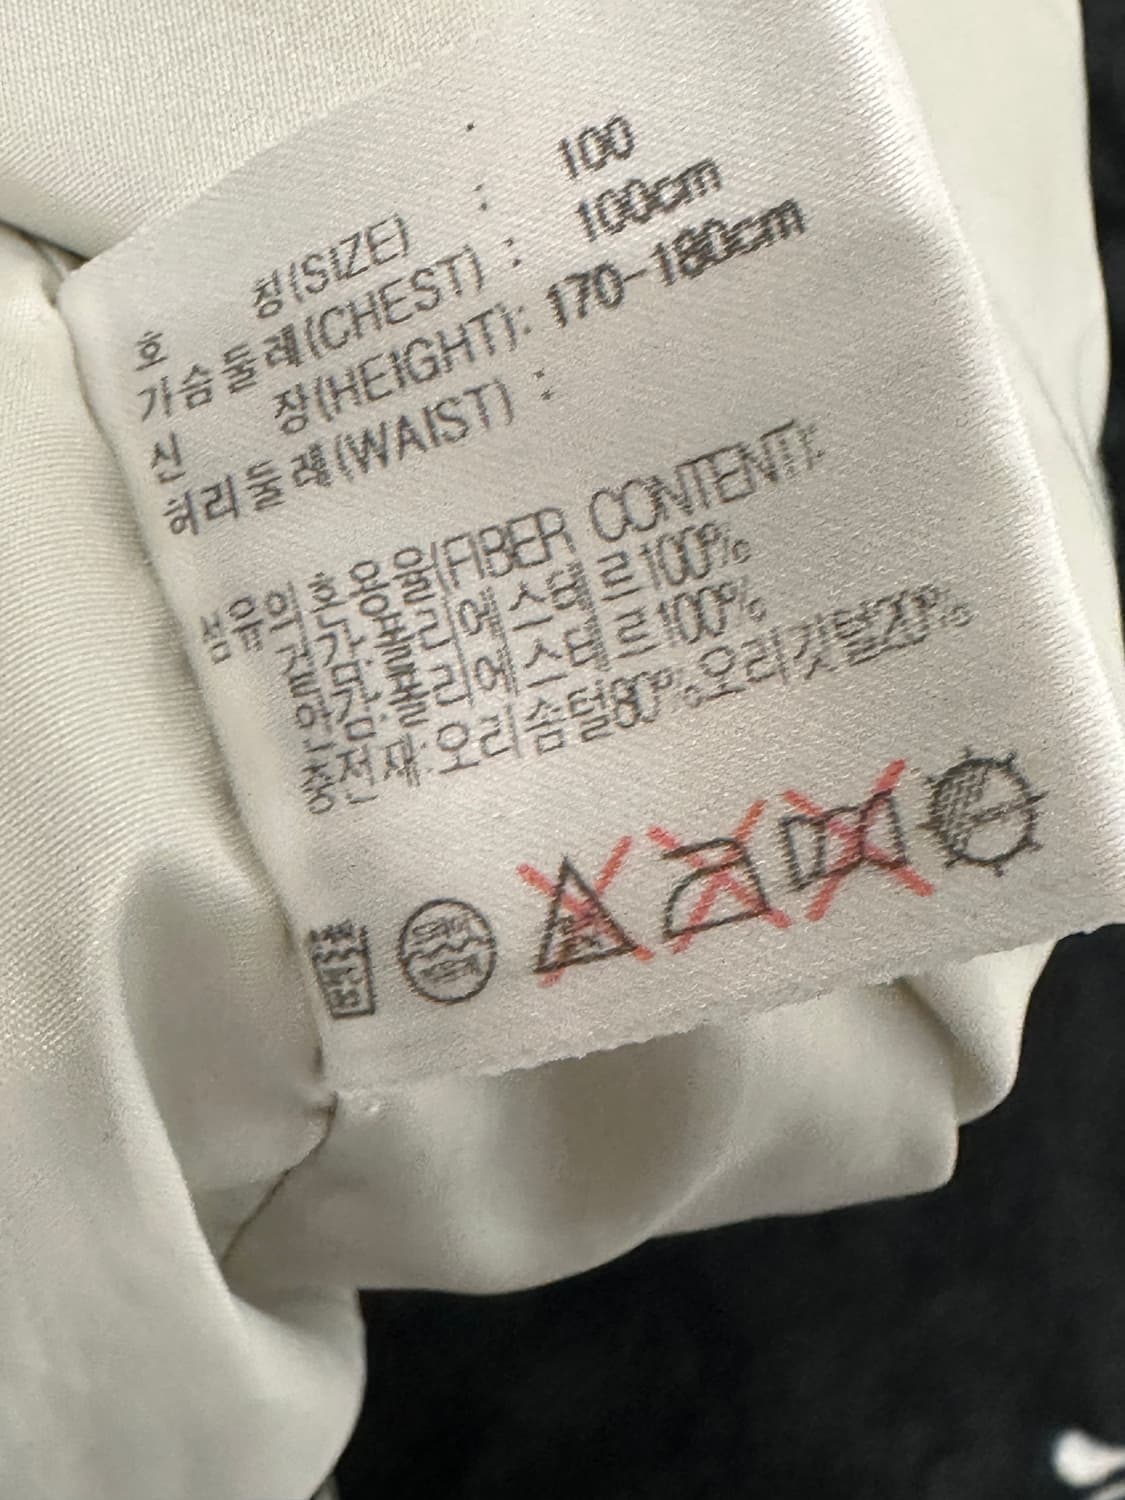 호 칭(SIZE) : 100
가슴둘레(CHEST) : 100cm
신 장(HEIGHT): 170-180cm
허리둘레(WAIST) :
섬유의 혼용율(FIBER CONTENT):
겉감:폴리에스테르100%
안감:폴리에스테르100%
충전재:오리솜털80%오리깃털20%